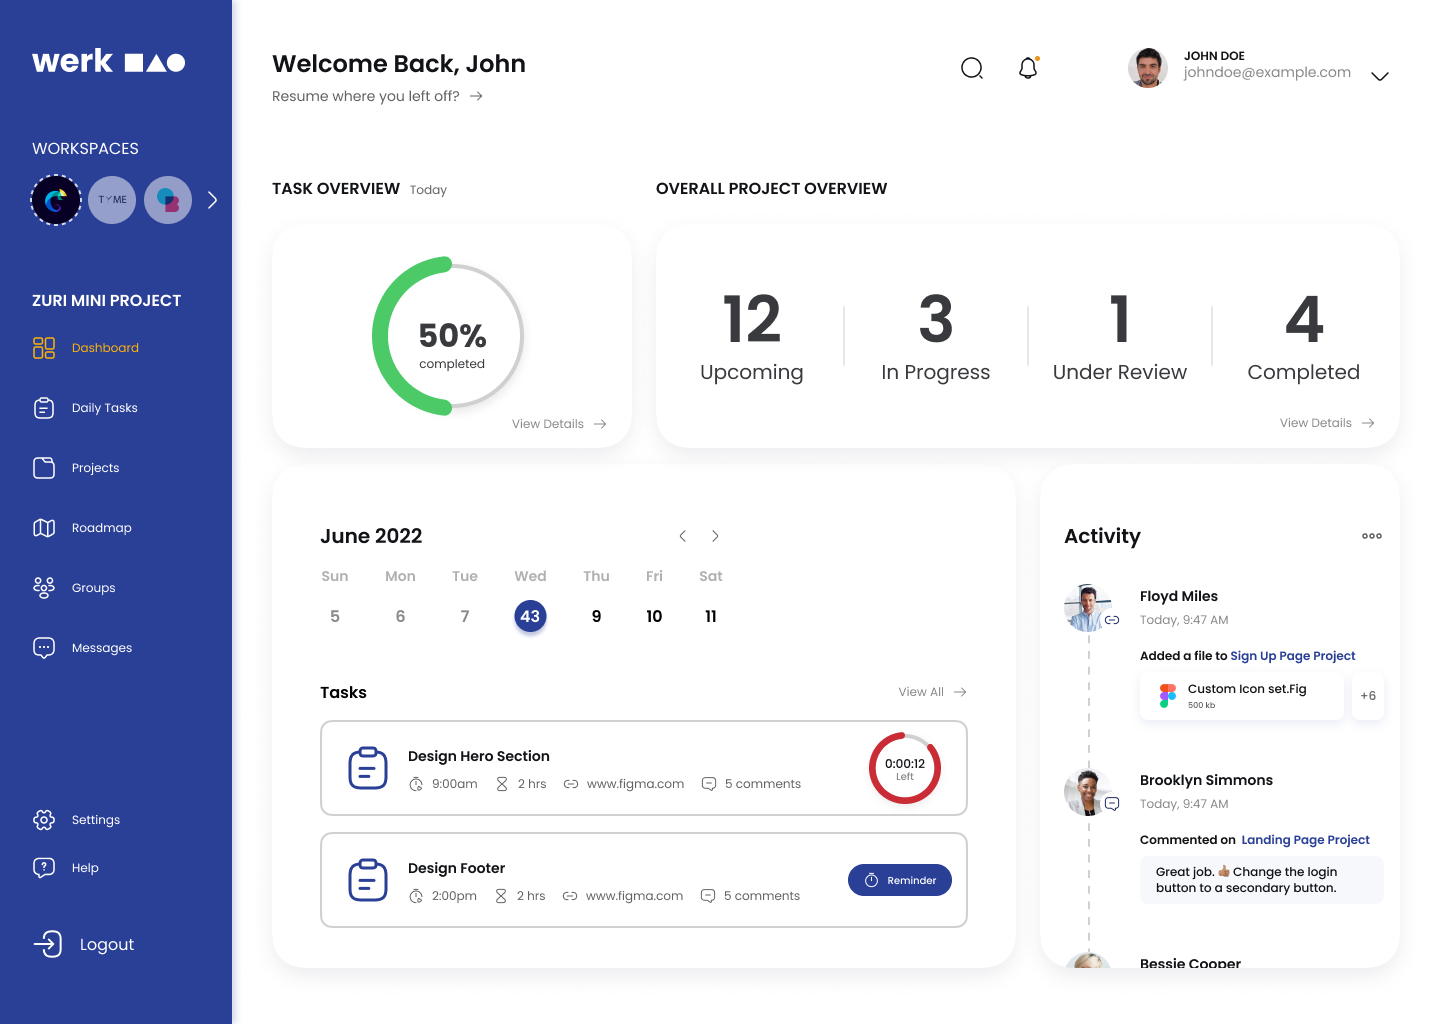 werk
WORKSPACES
T ME
ZURI MINI PROJECT
Dashboard
Daily Tasks
Projects
Roadmap
Groups
Messages
Settings
Help
Logout
Welcome Back, John
Resume where you left off?
JOHN DOE
johndoe@example.com
TASK OVERVIEW Today
50%
completed
View Details
OVERALL PROJECT OVERVIEW
12
Upcoming
3
In Progress
1
Under Review
4
Completed
View Details
June 2022
Sun Mon Tue Wed Thu Fri Sat
5 6 7 43 9 10 11
Tasks
View All
Design Hero Section
9:00am 2 hrs www.figma.com 5 comments
0:00:12
Left
Design Footer
2:00pm 2 hrs www.figma.com 5 comments
Reminder
Activity
Floyd Miles
Today, 9:47 AM
Added a file to Sign Up Page Project
Custom Icon set.Fig
500 kb
+6
Brooklyn Simmons
Today, 9:47 AM
Commented on Landing Page Project
Great job. 👍🏽 Change the login
button to a secondary button.
Bessie Cooper